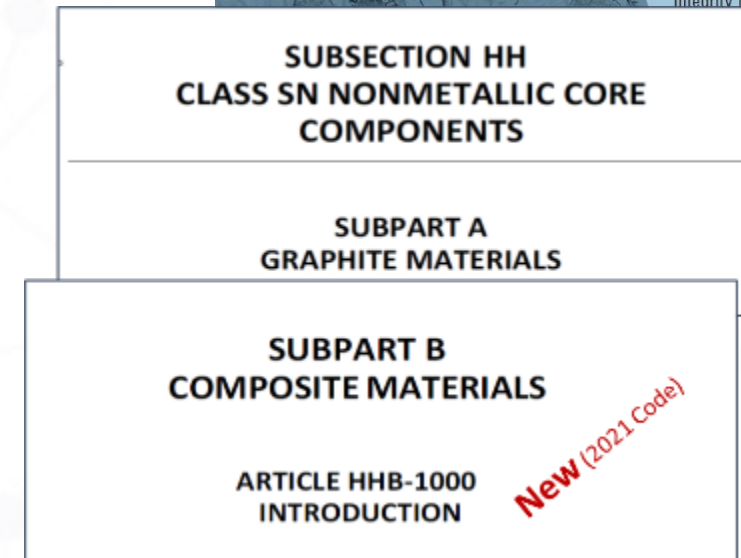 Integrity
SUBSECTION HH
CLASS SN NONMETALLIC CORE
COMPONENTS
SUBPART A
GRAPHITE MATERIALS
SUBPART B
COMPOSITE MATERIALS
New (2021 Code)
ARTICLE HHB-1000
INTRODUCTION